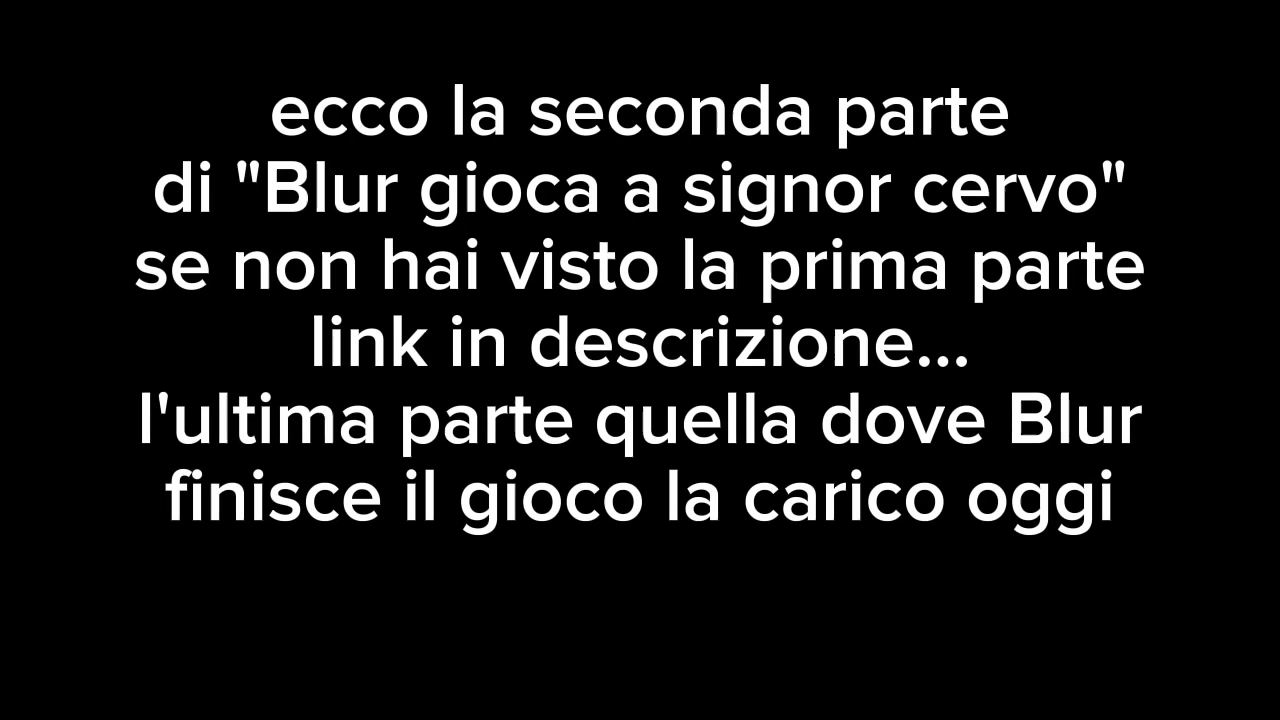 ecco la seconda parte
di "Blur gioca a signor cervo"
se non hai visto la prima parte
link in descrizione...
l'ultima parte quella dove Blur
finisce il gioco la carico oggi